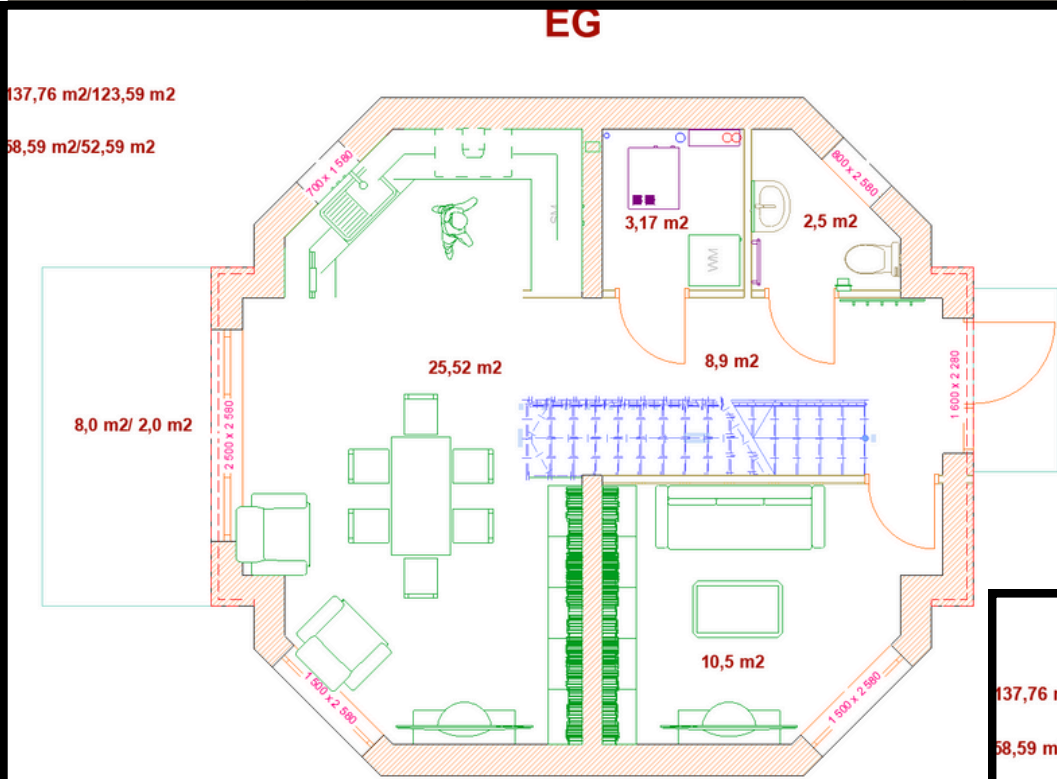 EG
137,76 m2/123,59 m2
58,59 m2/52,59 m2
700 x 1 580
800 x 2 580
SM
3,17 m2
2,5 m2
WM
25,52 m2
8,9 m2
1 600 x 2 280
8,0 m2/ 2,0 m2
2 500 x 2 580
10,5 m2
1 500 x 2 580
1 500 x 2 580
137,76
58,59 m